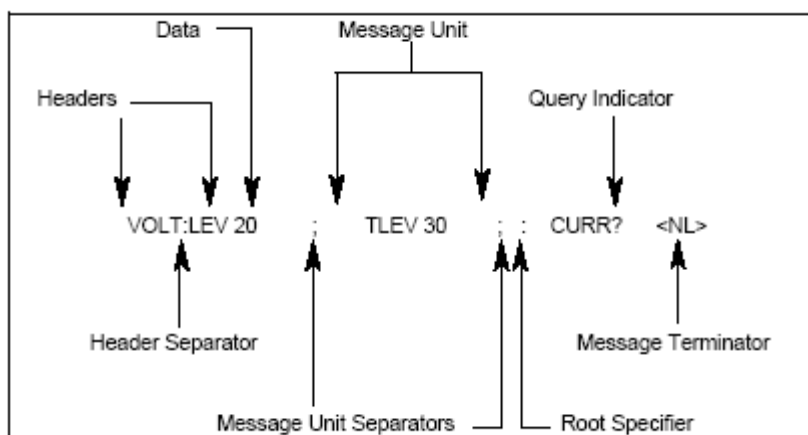 Data Message Unit
Headers Query Indicator
VOLT:LEV 20 ; TLEV 30 ; : CURR? <NL>
Header Separator Message Terminator
Message Unit Separators Root Specifier